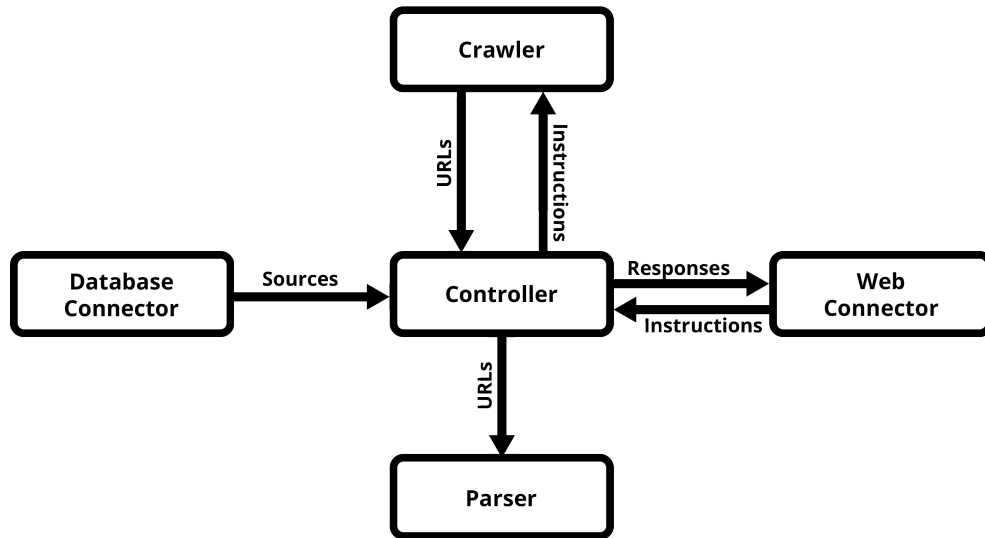 Crawler
URLs
Instructions
Database
Connector
Sources
Controller
Responses
Instructions
Web
Connector
URLs
Parser